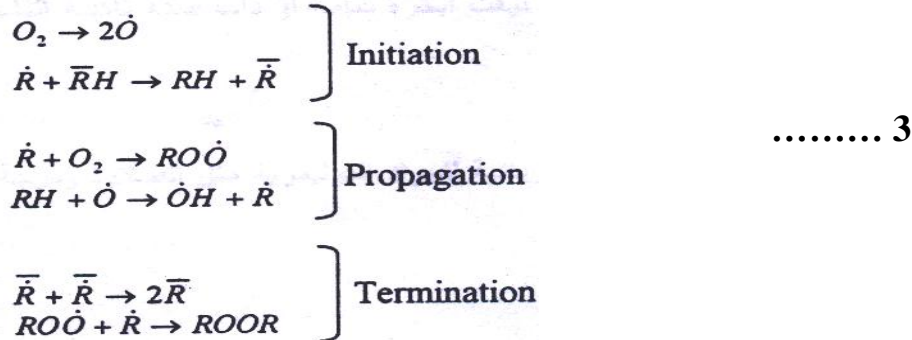 O₂ → 2Ȯ
Initiation
Ṙ + R̅H → RH + R̅̇
......... 3
Ṙ + O₂ → ROȮ
Propagation
RH + Ȯ → ȮH + Ṙ
R̅̇ + R̅̇ → 2R̅
Termination
ROȮ + Ṙ → ROOR